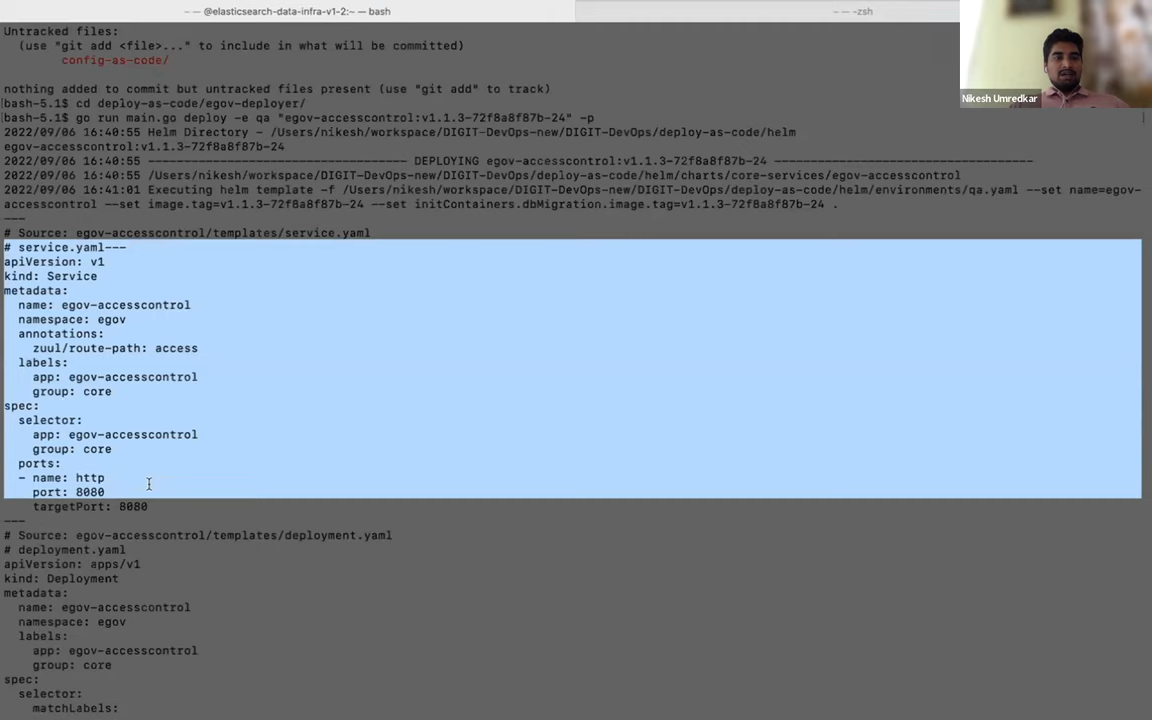 — — @elasticsearch-data-infra-v1-2:~ — bash
— — -zsh
Untracked files:
(use "git add <file>..." to include in what will be committed)
config-as-code/
nothing added to commit but untracked files present (use "git add" to track)
[bash-5.1$ cd deploy-as-code/egov-deployer/
[bash-5.1$ go run main.go deploy -e qa "egov-accesscontrol:v1.1.3-72f8a8f87b-24" -p
2022/09/06 16:40:55 Helm Directory - /Users/nikesh/workspace/DIGIT-DevOps-new/DIGIT-DevOps/deploy-as-code/helm
egov-accesscontrol:v1.1.3-72f8a8f87b-24
2022/09/06 16:40:55 ------------------------------------ DEPLOYING egov-accesscontrol:v1.1.3-72f8a8f87b-24 ------------------------------------
2022/09/06 16:40:55 /Users/nikesh/workspace/DIGIT-DevOps-new/DIGIT-DevOps/deploy-as-code/helm/charts/core-services/egov-accesscontrol
2022/09/06 16:41:01 Executing helm template -f /Users/nikesh/workspace/DIGIT-DevOps-new/DIGIT-DevOps/deploy-as-code/helm/environments/qa.yaml --set name=egov-
accesscontrol --set image.tag=v1.1.3-72f8a8f87b-24 --set initContainers.dbMigration.image.tag=v1.1.3-72f8a8f87b-24 .
---
# Source: egov-accesscontrol/templates/service.yaml
# service.yaml---
apiVersion: v1
kind: Service
metadata:
name: egov-accesscontrol
namespace: egov
annotations:
zuul/route-path: access
labels:
app: egov-accesscontrol
group: core
spec:
selector:
app: egov-accesscontrol
group: core
ports:
- name: http
port: 8080
targetPort: 8080
---
# Source: egov-accesscontrol/templates/deployment.yaml
# deployment.yaml
apiVersion: apps/v1
kind: Deployment
metadata:
name: egov-accesscontrol
namespace: egov
labels:
app: egov-accesscontrol
group: core
spec:
selector:
matchLabels:
Nikesh Umredkar